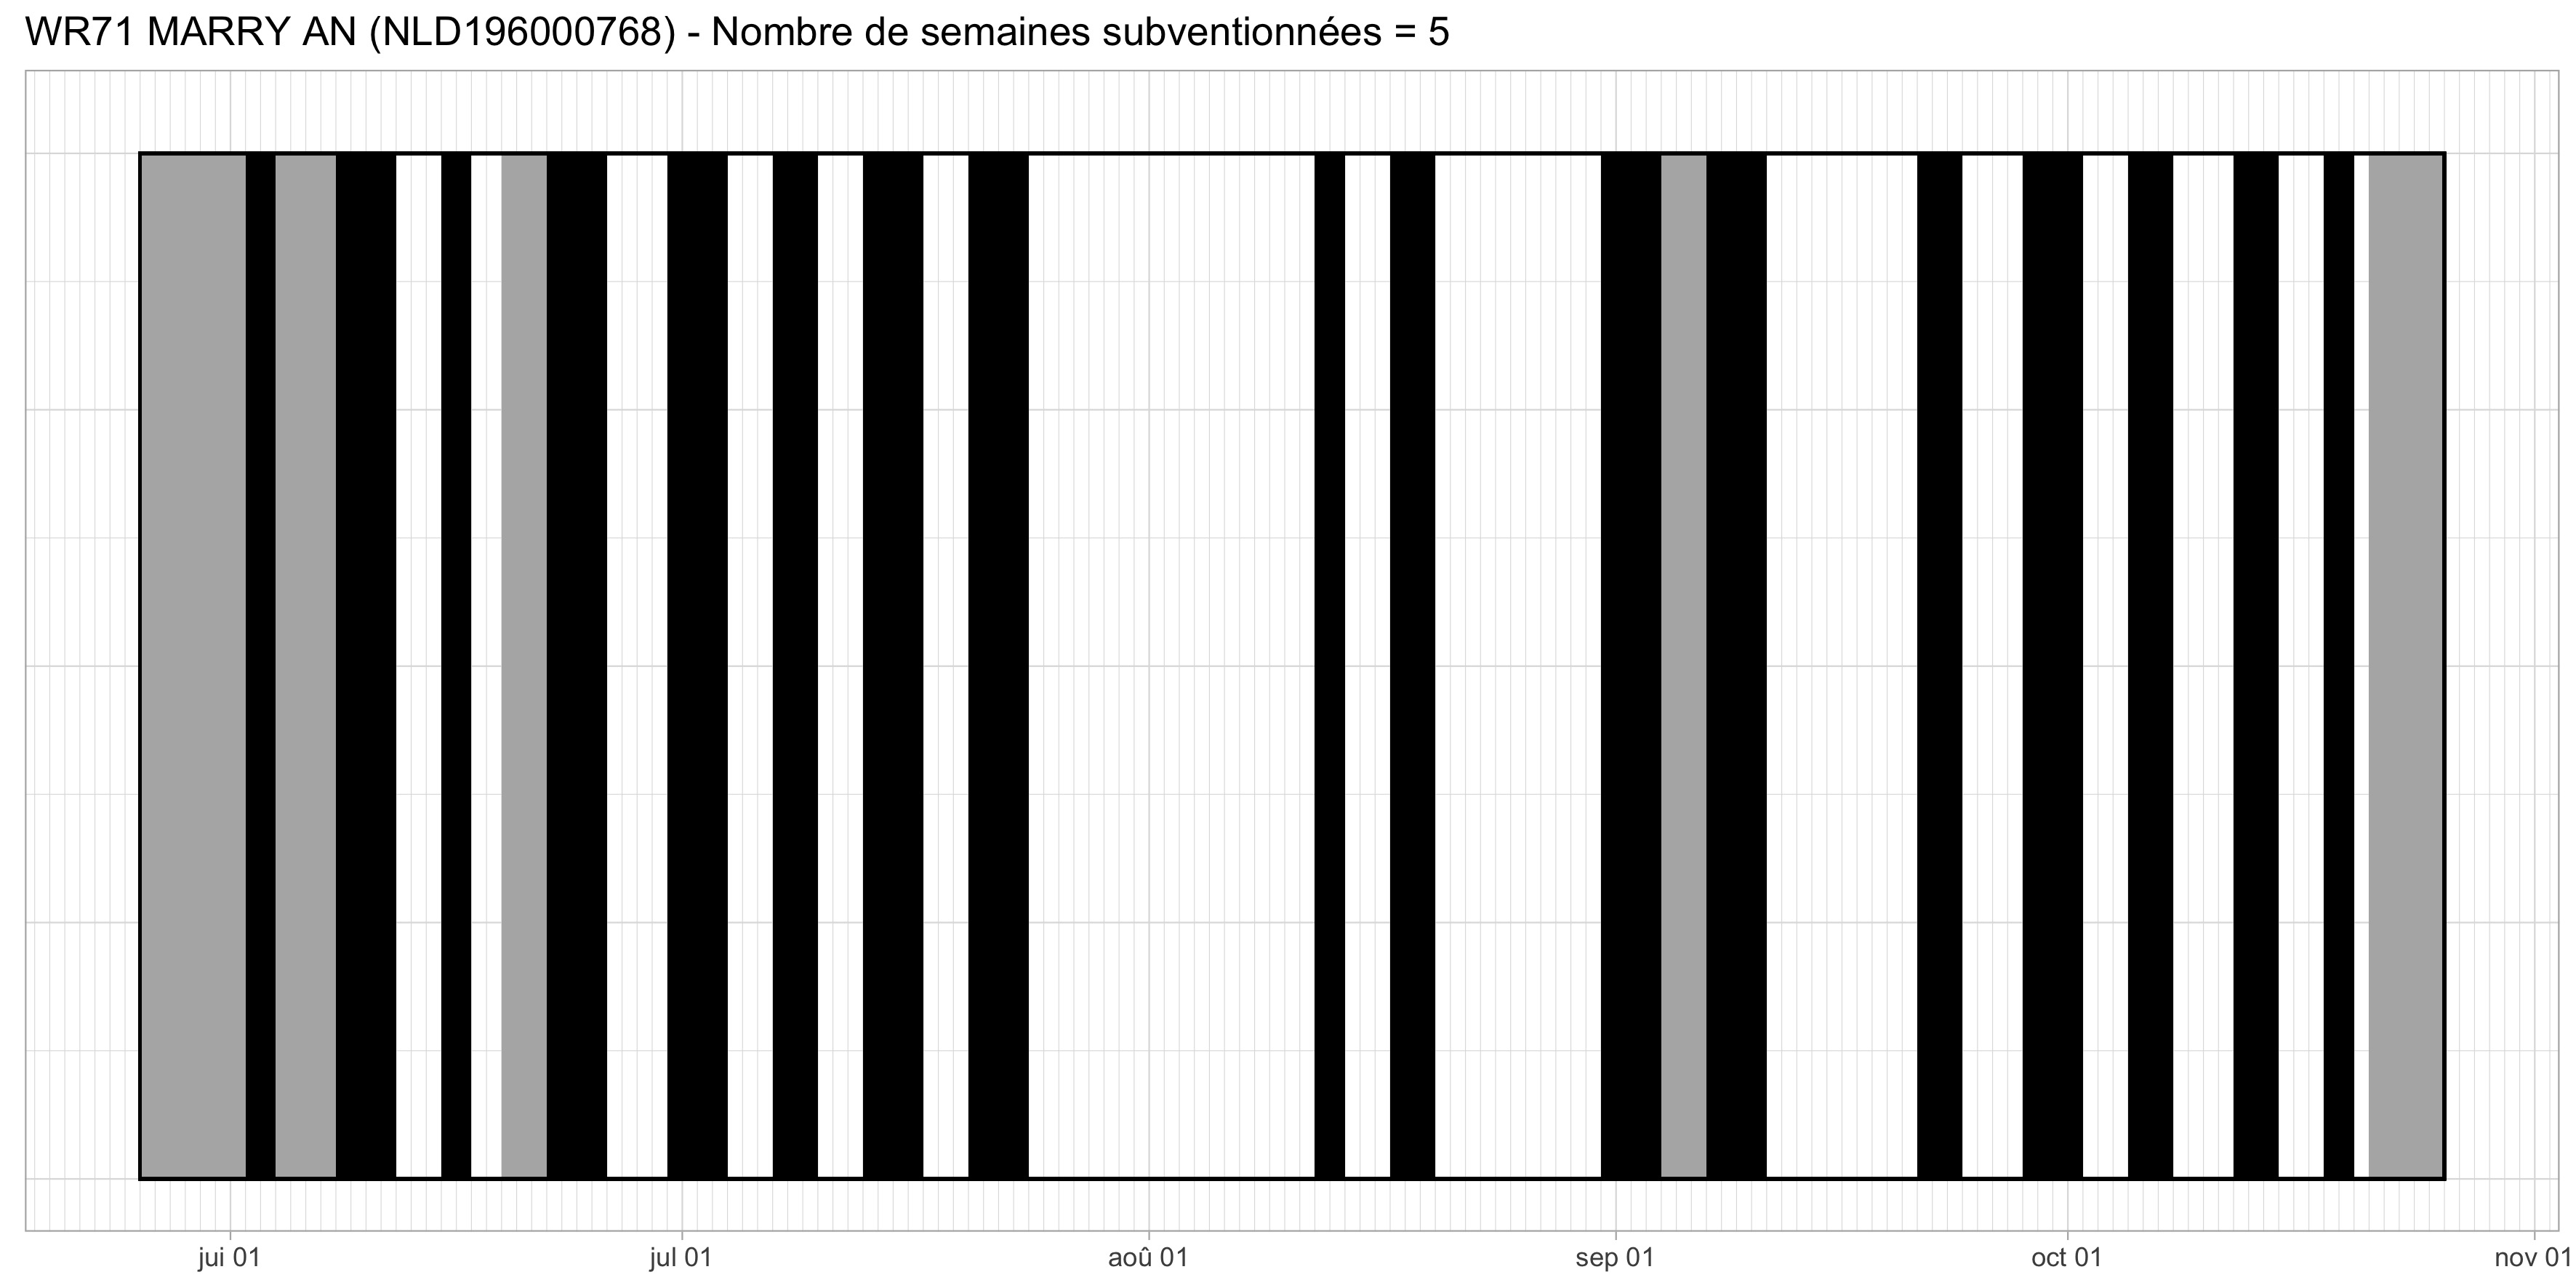 WR71 MARRY AN (NLD196000768) - Nombre de semaines subventionnées = 5
jui 01 jul 01 aoû 01 sep 01 oct 01 nov 01